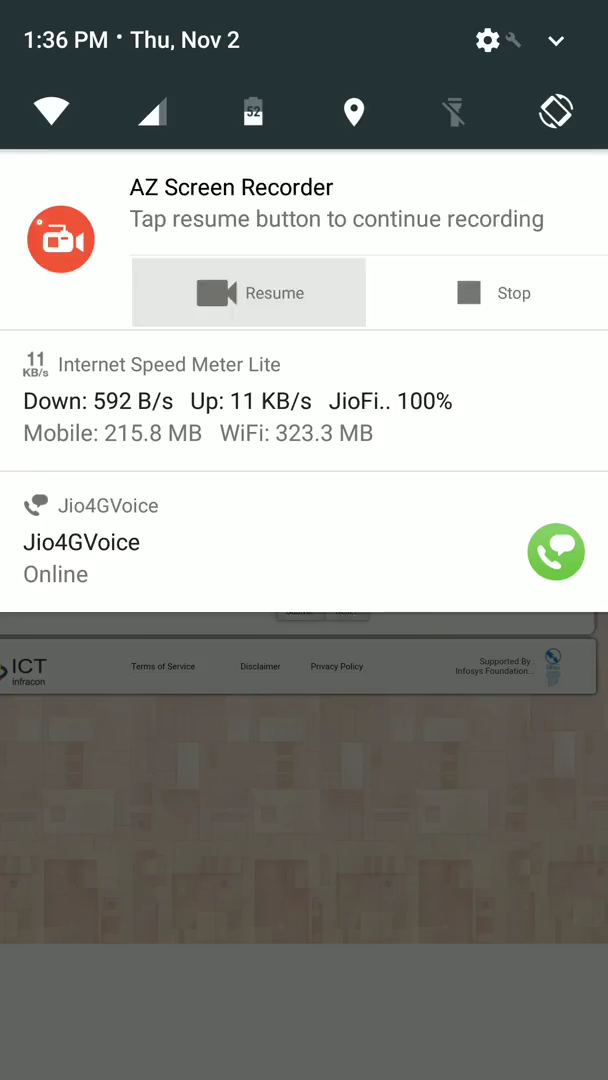 1:36 PM · Thu, Nov 2
52
AZ Screen Recorder
Tap resume button to continue recording
Resume
Stop
11
KB/s
Internet Speed Meter Lite
Down: 592 B/s Up: 11 KB/s JioFi.. 100%
Mobile: 215.8 MB WiFi: 323.3 MB
Jio4GVoice
Jio4GVoice
Online
ICT
infracon
Terms of Service
Disclaimer
Privacy Policy
Supported By :
Infosys Foundation...